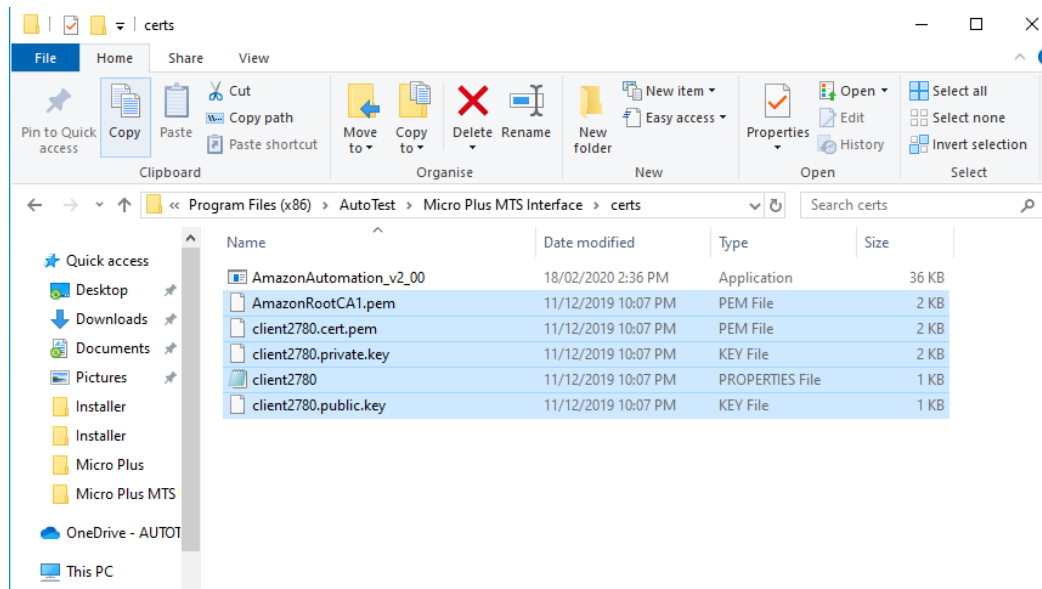 certs
File Home Share View
Pin to Quick access
Copy
Paste
Cut
Copy path
Paste shortcut
Clipboard
Move to
Copy to
Delete
Rename
Organise
New folder
New item
Easy access
New
Properties
Open
Edit
History
Open
Select all
Select none
Invert selection
Select
« Program Files (x86) > AutoTest > Micro Plus MTS Interface > certs
Search certs
Quick access
Desktop
Downloads
Documents
Pictures
Installer
Installer
Micro Plus
Micro Plus MTS
OneDrive - AUTOT
This PC
Name Date modified Type Size
AmazonAutomation_v2_00 18/02/2020 2:36 PM Application 36 KB
AmazonRootCA1.pem 11/12/2019 10:07 PM PEM File 2 KB
client2780.cert.pem 11/12/2019 10:07 PM PEM File 2 KB
client2780.private.key 11/12/2019 10:07 PM KEY File 2 KB
client2780 11/12/2019 10:07 PM PROPERTIES File 1 KB
client2780.public.key 11/12/2019 10:07 PM KEY File 1 KB